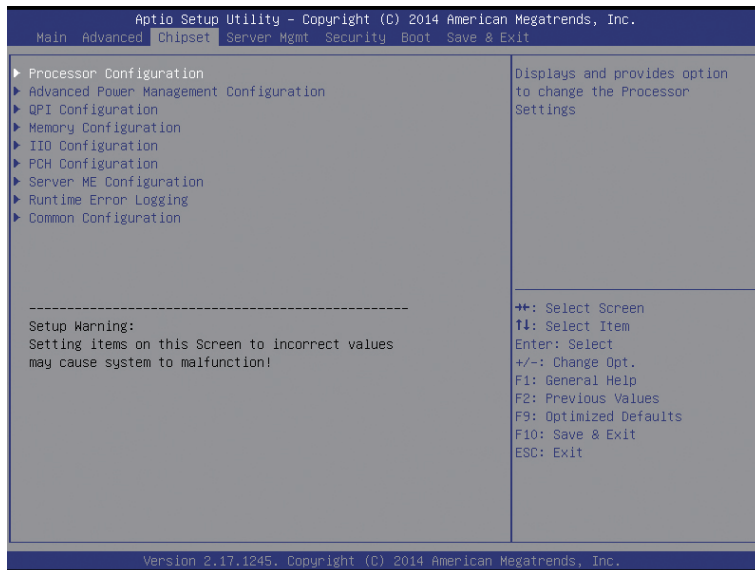 Aptio Setup Utility – Copyright (C) 2014 American Megatrends, Inc.
Main Advanced Chipset Server Mgmt Security Boot Save & Exit
Processor Configuration
Advanced Power Management Configuration
QPI Configuration
Memory Configuration
IIO Configuration
PCH Configuration
Server ME Configuration
Runtime Error Logging
Common Configuration
------------------------------------------------
Setup Warning:
Setting items on this Screen to incorrect values
may cause system to malfunction!
Displays and provides option
to change the Processor
Settings
→←: Select Screen
↑↓: Select Item
Enter: Select
+/-: Change Opt.
F1: General Help
F2: Previous Values
F9: Optimized Defaults
F10: Save & Exit
ESC: Exit
Version 2.17.1245. Copyright (C) 2014 American Megatrends, Inc.